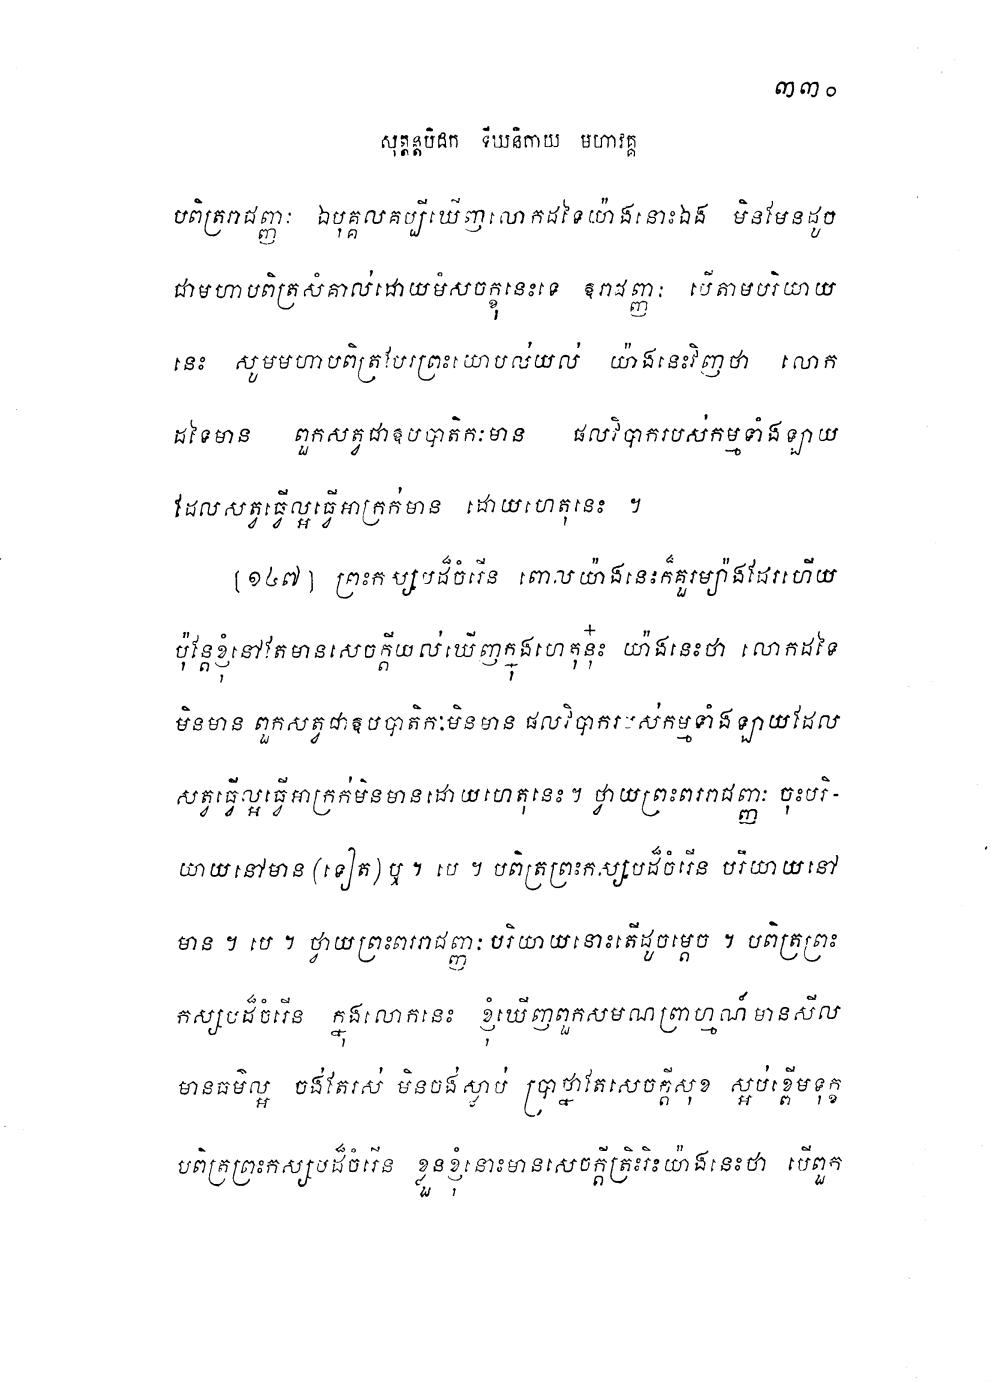 ៣៣០
សុត្តន្តបិដក ទីឃនិកាយ មហាវគ្គ
បពិត្ររាជញ្ញៈ ឯបុគ្គលគប្បីឃើញលោកដទៃយ៉ាងនោះឯង មិនមែនដូច
ជាមហាបពិត្រសំគាល់ដោយមំសចក្ខុនេះទេ ឧរាជញ្ញៈ បើតាមបរិយាយ
នេះ សូមមហាបពិត្របែរព្រះយោបល់យល់ យ៉ាងនេះវិញថា លោក
ដទៃមាន ពួកសត្វជាឧបបាតិកៈមាន ផលវិបាករបស់កម្មទាំងឡាយ
ដែលសត្វធ្វើល្អធ្វើអាក្រក់មាន ដោយហេតុនេះ ។
[១៤៧] ព្រះកស្សបដ៏ចំរើន ពោលយ៉ាងនេះក៏គួរម្យ៉ាងដែរហើយ
ប៉ុន្តែខ្ញុំនៅតែមានសេចក្តីយល់ឃើញក្នុងហេតុនុ៎ះ យ៉ាងនេះថា លោកដទៃ
មិនមាន ពួកសត្វជាឧបបាតិកៈមិនមាន ផលវិបាករបស់កម្មទាំងឡាយដែល
សត្វធ្វើល្អធ្វើអាក្រក់មិនមានដោយហេតុនេះ។ ថ្វាយព្រះពររាជញ្ញៈ ចុះបរិ-
យាយនៅមាន (ទៀត) ឬ ។ បេ ។ បពិត្រព្រះកស្សបដ៏ចំរើន បរិយាយនៅ
មាន ។ បេ ។ ថ្វាយព្រះពររាជញ្ញៈ បរិយាយនោះតើដូចម្តេច ។ បពិត្រព្រះ
កស្សបដ៏ចំរើន ក្នុងលោកនេះ ខ្ញុំឃើញពួកសមណព្រាហ្មណ៍មានសីល
មានធម៌ល្អ ចង់តែរស់ មិនចង់ស្លាប់ ប្រាថ្នាតែសេចក្តីសុខ ស្អប់ខ្ពើមទុក្ខ
បពិត្រព្រះកស្សបដ៏ចំរើន ខ្លួនខ្ញុំនោះមានសេចក្តីត្រិះរិះយ៉ាងនេះថា បើពួក